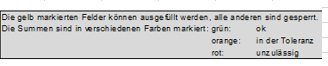 Die gelb markierten Felder können ausgefüllt werden, alle anderen sind gesperrt.
Die Summen sind in verschiedenen Farben markiert: grün: ok
orange: in der Toleranz
rot: unzulässig